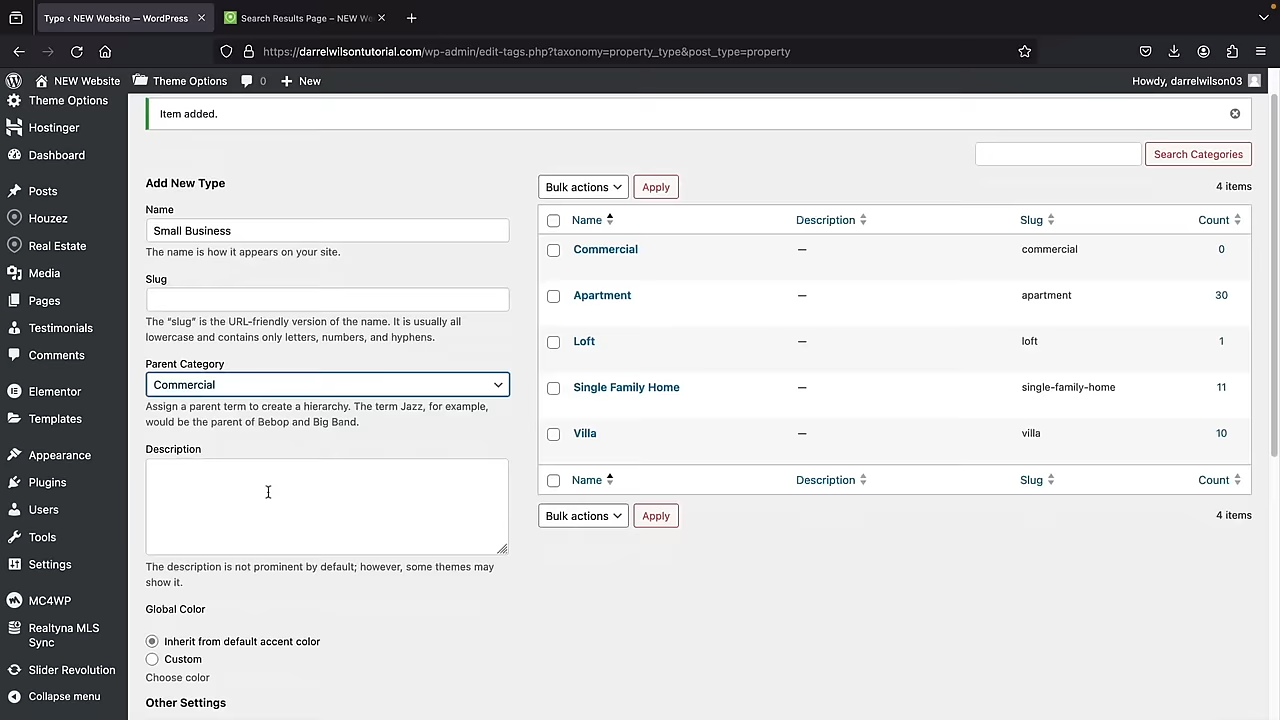 Type ‹ NEW Website — WordPress
Search Results Page – NEW We
https://darrelwilsontutorial.com/wp-admin/edit-tags.php?taxonomy=property_type&post_type=property
NEW Website
Theme Options
0
New
Howdy, darrelwilson03
Theme Options
Hostinger
Dashboard
Posts
Houzez
Real Estate
Media
Pages
Testimonials
Comments
Elementor
Templates
Appearance
Plugins
Users
Tools
Settings
MC4WP
Realtyna MLS
Sync
Slider Revolution
Collapse menu
Item added.
Search Categories
Add New Type
Name
Small Business
The name is how it appears on your site.
Slug
The “slug” is the URL-friendly version of the name. It is usually all
lowercase and contains only letters, numbers, and hyphens.
Parent Category
Commercial
Assign a parent term to create a hierarchy. The term Jazz, for example,
would be the parent of Bebop and Big Band.
Description
The description is not prominent by default; however, some themes may
show it.
Global Color
Inherit from default accent color
Custom
Choose color
Other Settings
Bulk actions Apply 4 items
Name Description Slug Count
Commercial — commercial 0
Apartment — apartment 30
Loft — loft 1
Single Family Home — single-family-home 11
Villa — villa 10
Name Description Slug Count
Bulk actions Apply 4 items